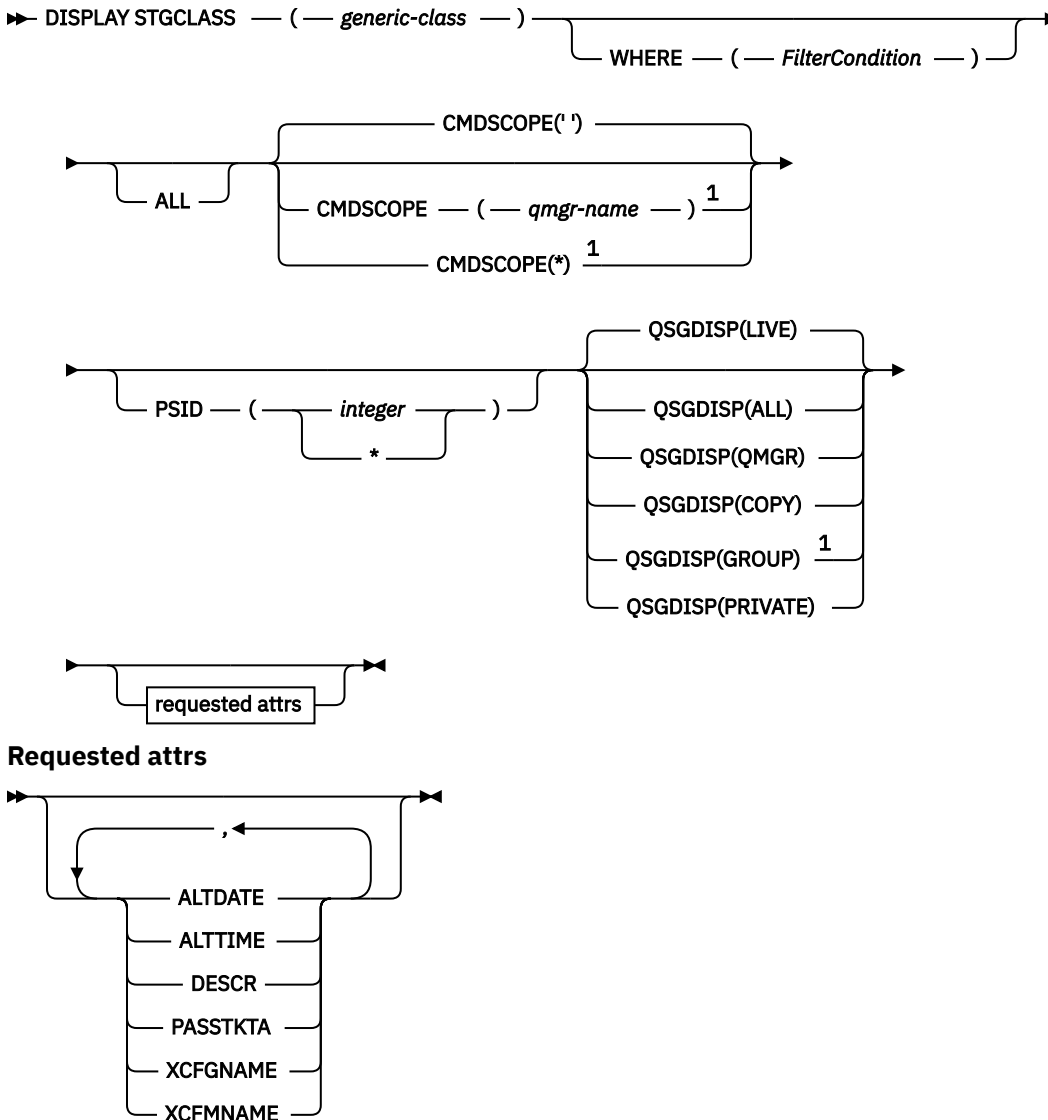 DISPLAY STGCLASS ( generic-class )
WHERE ( FilterCondition )
CMDSCOPE(' ')
ALL
CMDSCOPE ( qmgr-name ) 1
CMDSCOPE(*) 1
QSGDISP(LIVE)
PSID ( integer )
*
QSGDISP(ALL)
QSGDISP(QMGR)
QSGDISP(COPY)
QSGDISP(GROUP) 1
QSGDISP(PRIVATE)
requested attrs
Requested attrs
,
ALTDATE
ALTTIME
DESCR
PASSTKTA
XCFGNAME
XCFMNAME